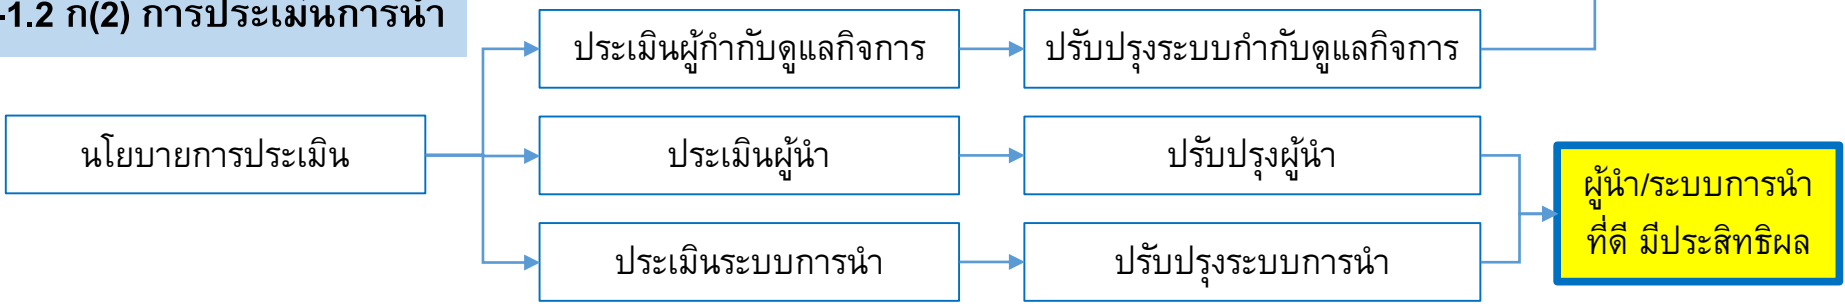 -1.2 ก(2) การประเมินการนำ
ประเมินผู้กำกับดูแลกิจการ
ปรับปรุงระบบกำกับดูแลกิจการ
นโยบายการประเมิน
ประเมินผู้นำ
ปรับปรุงผู้นำ
ผู้นำ/ระบบการนำ
ที่ดี มีประสิทธิผล
ประเมินระบบการนำ
ปรับปรุงระบบการนำ